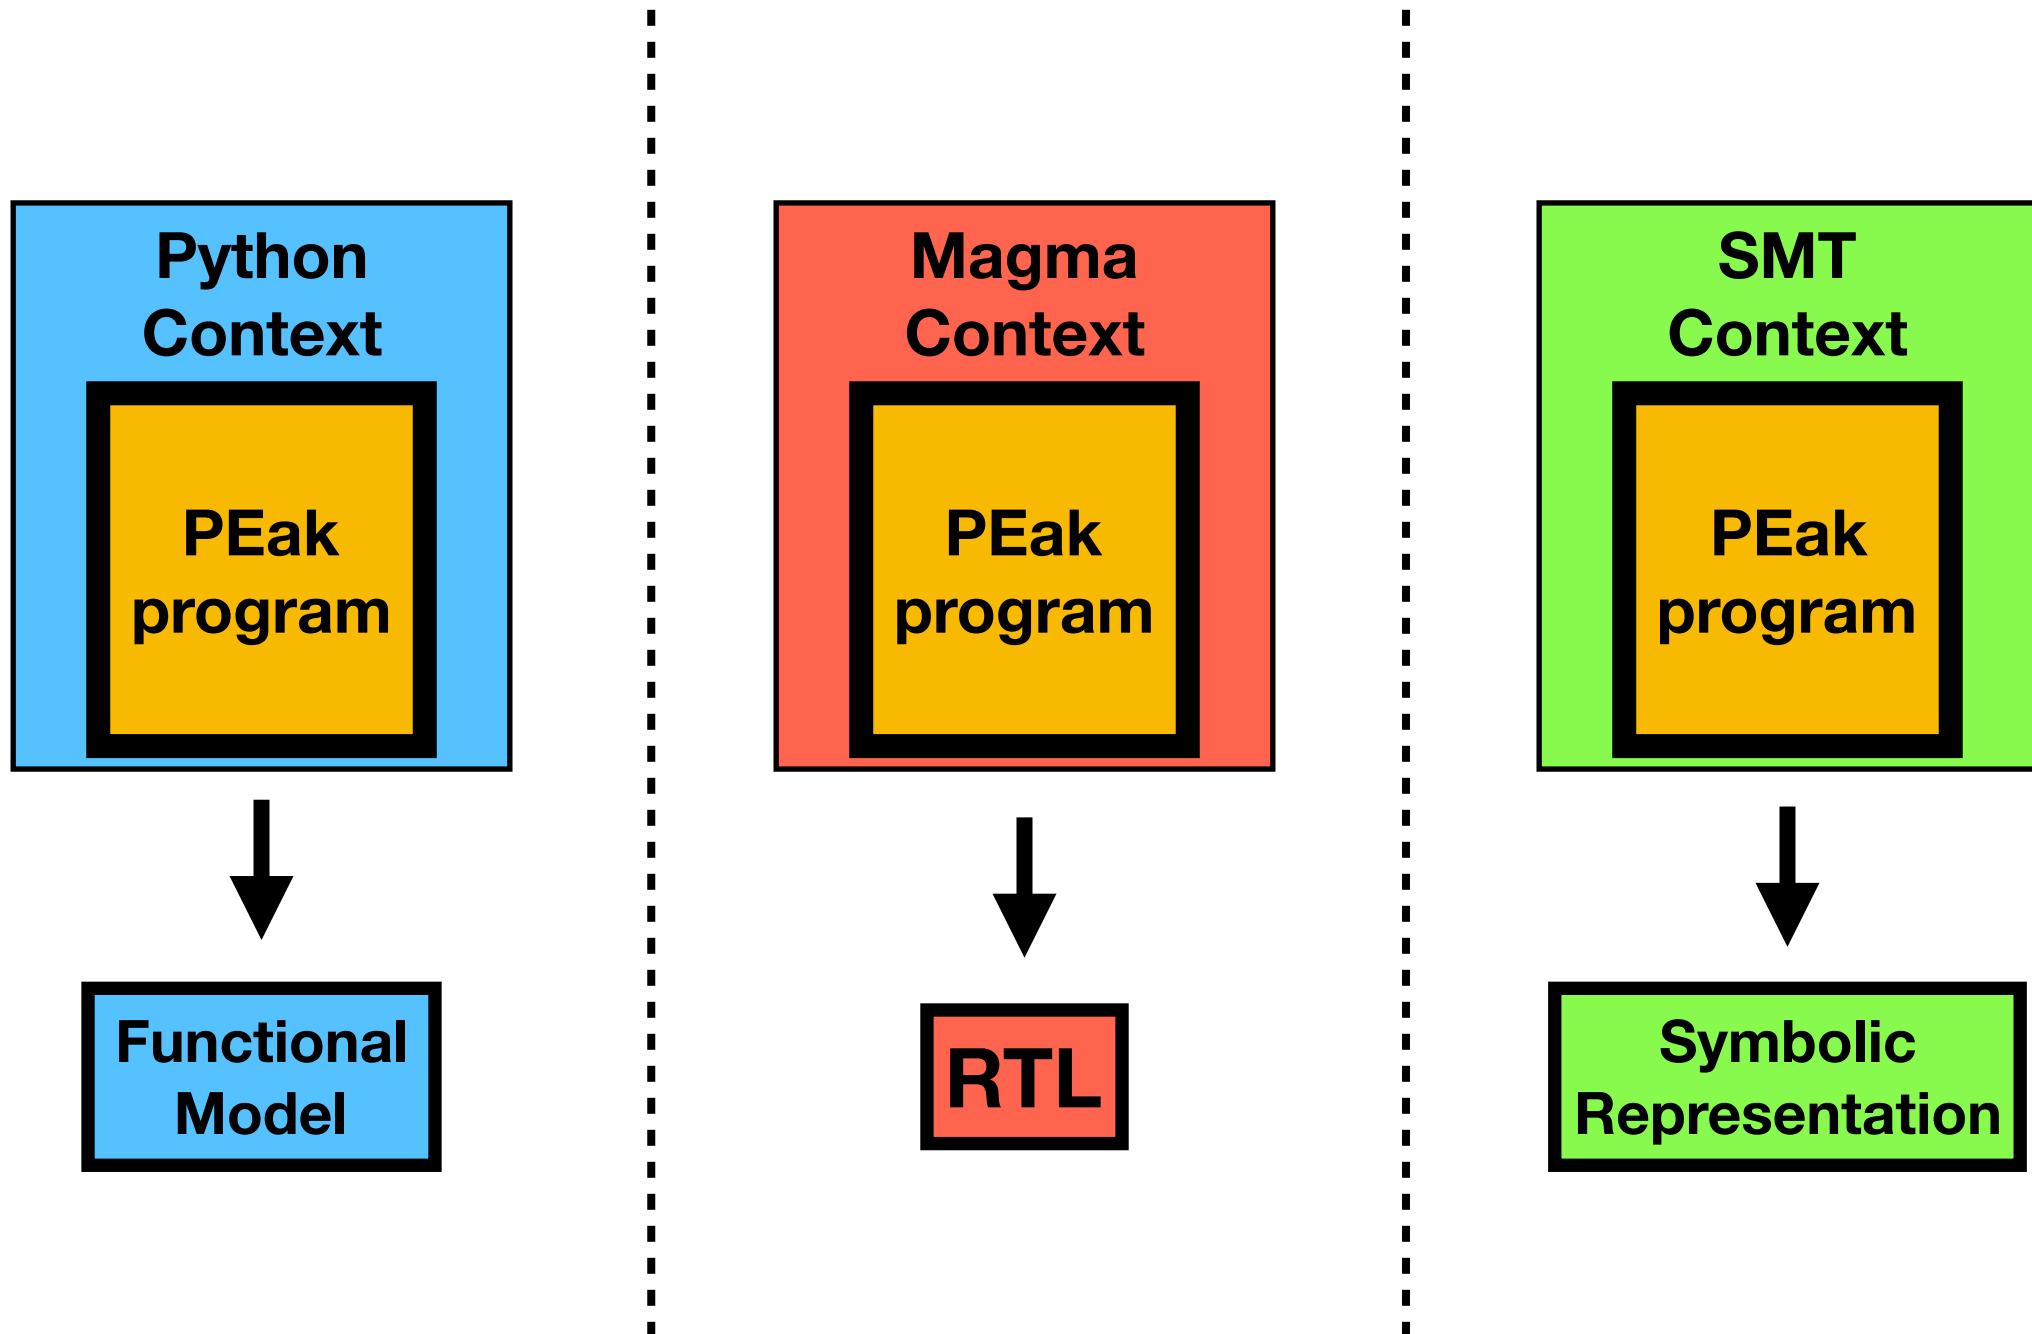 Python
Context
PEak
program
Functional
Model
Magma
Context
PEak
program
RTL
SMT
Context
PEak
program
Symbolic
Representation